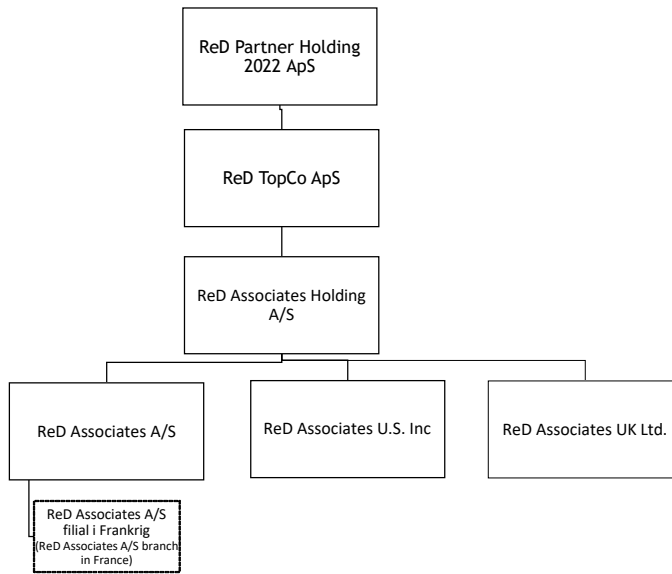 ReD Partner Holding
2022 ApS
ReD TopCo ApS
ReD Associates Holding
A/S
ReD Associates A/S
ReD Associates U.S. Inc
ReD Associates UK Ltd.
ReD Associates A/S
filial i Frankrig
(ReD Associates A/S branch
in France)